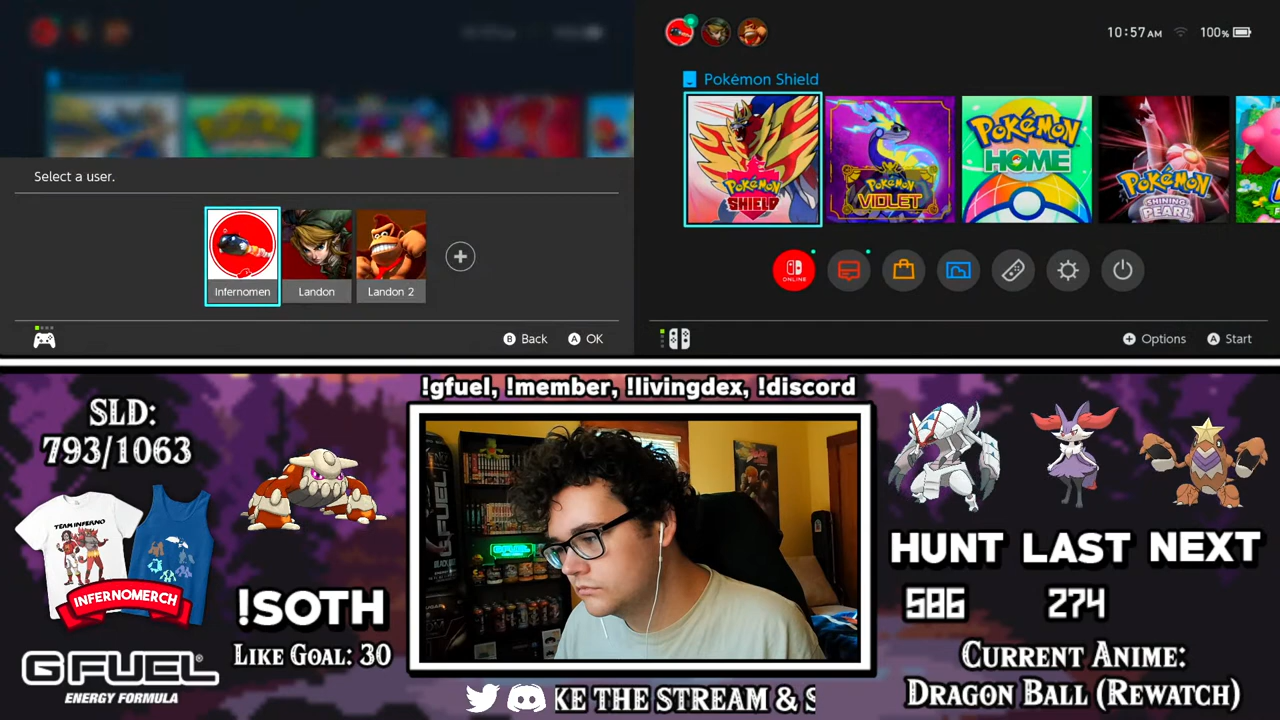 Select a user.
Infernomen
Landon
Landon 2
B Back
A OK
10:57 AM
100%
Pokémon Shield
POKÉMON SHIELD
POKÉMON VIOLET
POKÉMON HOME
POKÉMON SHINING PEARL
ONLINE
Options
A Start
!gfuel, !member, !livingdex, !discord
SLD:
793/1063
TEAM INFERNO
INFERNOMERCH
G FUEL®
ENERGY FORMULA
!SOTH
LIKE GOAL: 30
GFUEL
KE THE STREAM & S
HUNT LAST NEXT
586 274
CURRENT ANIME:
DRAGON BALL (REWATCH)